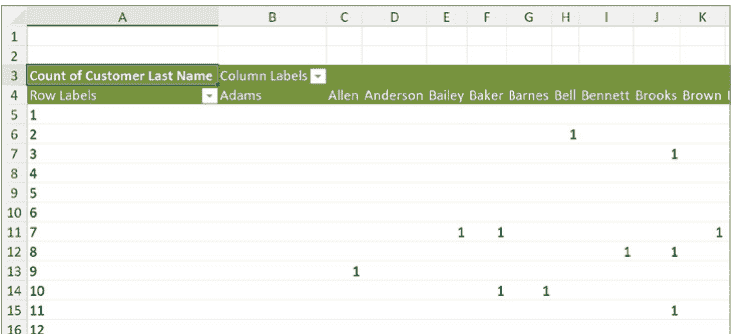 A B C D E F G H I J K
1
2
3 Count of Customer Last Name Column Labels
4 Row Labels Adams Allen Anderson Bailey Baker Barnes Bell Bennett Brooks Brown
5 1
6 2 1
7 3 1
8 4
9 5
10 6
11 7 1 1 1
12 8 1 1
13 9 1
14 10 1 1
15 11 1
16 12